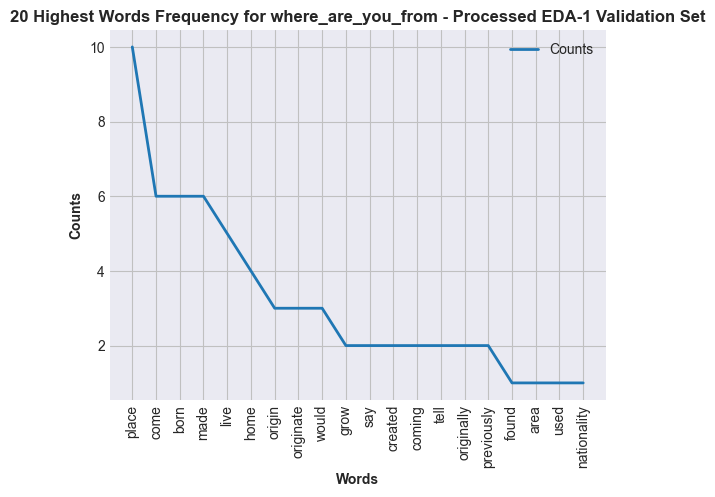 20 Highest Words Frequency for where_are_you_from - Processed EDA-1 Validation Set
Counts
10
8
6
4
2
Counts
place
come
born
made
live
home
origin
originate
would
grow
say
created
coming
tell
originally
previously
found
area
used
nationality
Words